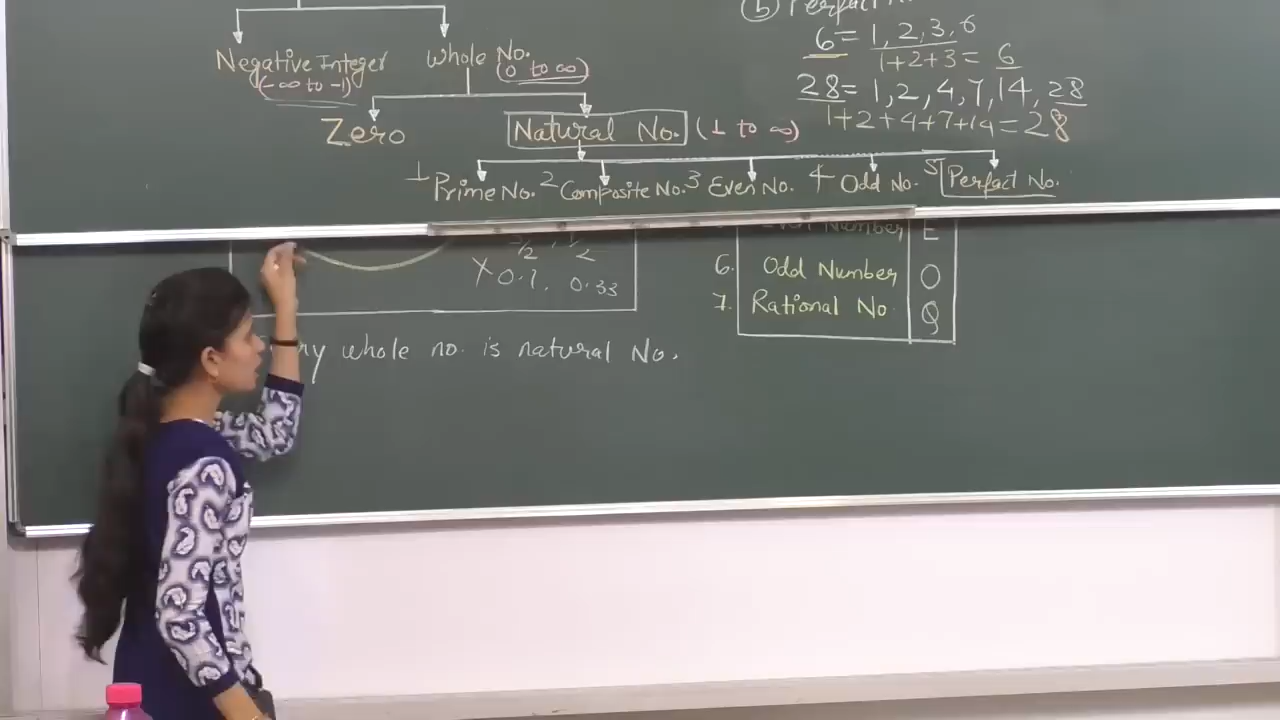 (b) Perfect
6 = 1, 2, 3, 6
1+2+3 = 6
28 = 1, 2, 4, 7, 14, 28
1+2+4+7+14 = 28
Negative Integer Whole No.
(-∞ to -1) (0 to ∞)
Zero Natural No. (1 to ∞)
1 Prime No. 2 Composite No. 3 Even No. 4 Odd No. 5 Perfect No.
Number E
6. Odd Number O
7. Rational No. Q
X 0.1, 0.33
whole no. is natural No.